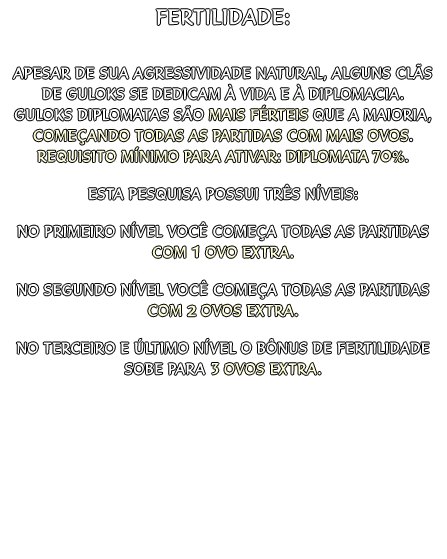 FERTILIDADE:
APESAR DE SUA AGRESSIVIDADE NATURAL, ALGUNS CLÃS
DE GULOKS SE DEDICAM À VIDA E À DIPLOMACIA.
GULOKS DIPLOMATAS SÃO MAIS FÉRTEIS QUE A MAIORIA,
COMEÇANDO TODAS AS PARTIDAS COM MAIS OVOS.
REQUISITO MÍNIMO PARA ATIVAR: DIPLOMATA 70%.
ESTA PESQUISA POSSUI TRÊS NÍVEIS:
NO PRIMEIRO NÍVEL VOCÊ COMEÇA TODAS AS PARTIDAS
COM 1 OVO EXTRA.
NO SEGUNDO NÍVEL VOCÊ COMEÇA TODAS AS PARTIDAS
COM 2 OVOS EXTRA.
NO TERCEIRO E ÚLTIMO NÍVEL O BÔNUS DE FERTILIDADE
SOBE PARA 3 OVOS EXTRA.